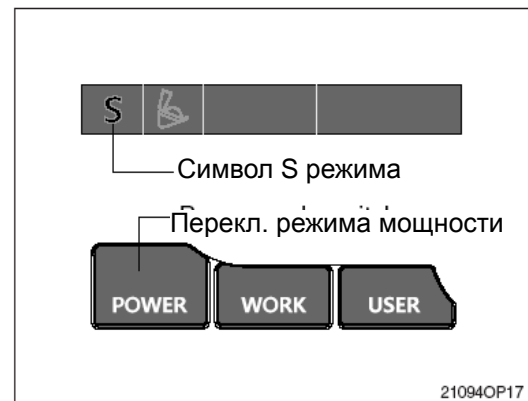 S
Символ S режима
Перекл. режима мощности
POWER WORK USER
21094OP17